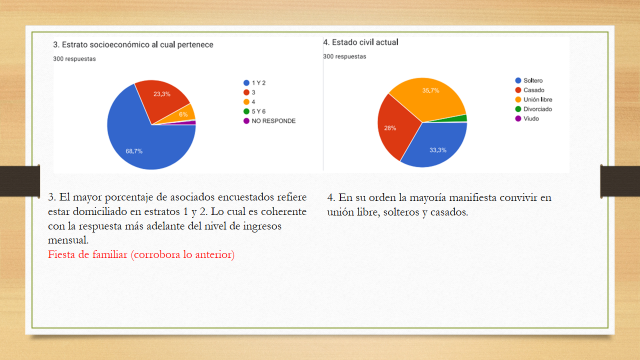 3. Estrato socioeconómico al cual pertenece
300 respuestas
23,3%
6%
68,7%
1 Y 2
3
4
5 Y 6
NO RESPONDE
4. Estado civil actual
300 respuestas
35,7%
28%
33,3%
Soltero
Casado
Unión libre
Divorciado
Viudo
3. El mayor porcentaje de asociados encuestados refiere
estar domiciliado en estratos 1 y 2. Lo cual es coherente
con la respuesta más adelante del nivel de ingresos
mensual.
Fiesta de familiar (corrobora lo anterior)
4. En su orden la mayoría manifiesta convivir en
unión libre, solteros y casados.